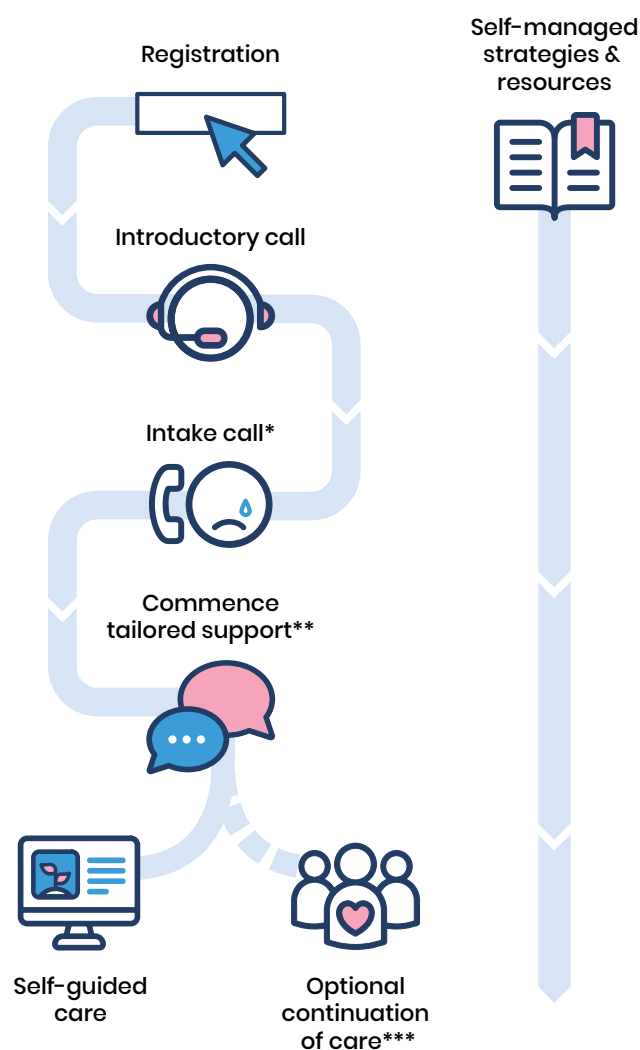 Registration
Self-managed
strategies &
resources
Introductory call
Intake call*
Commence
tailored support**
Self-guided
care
Optional
continuation
of care***